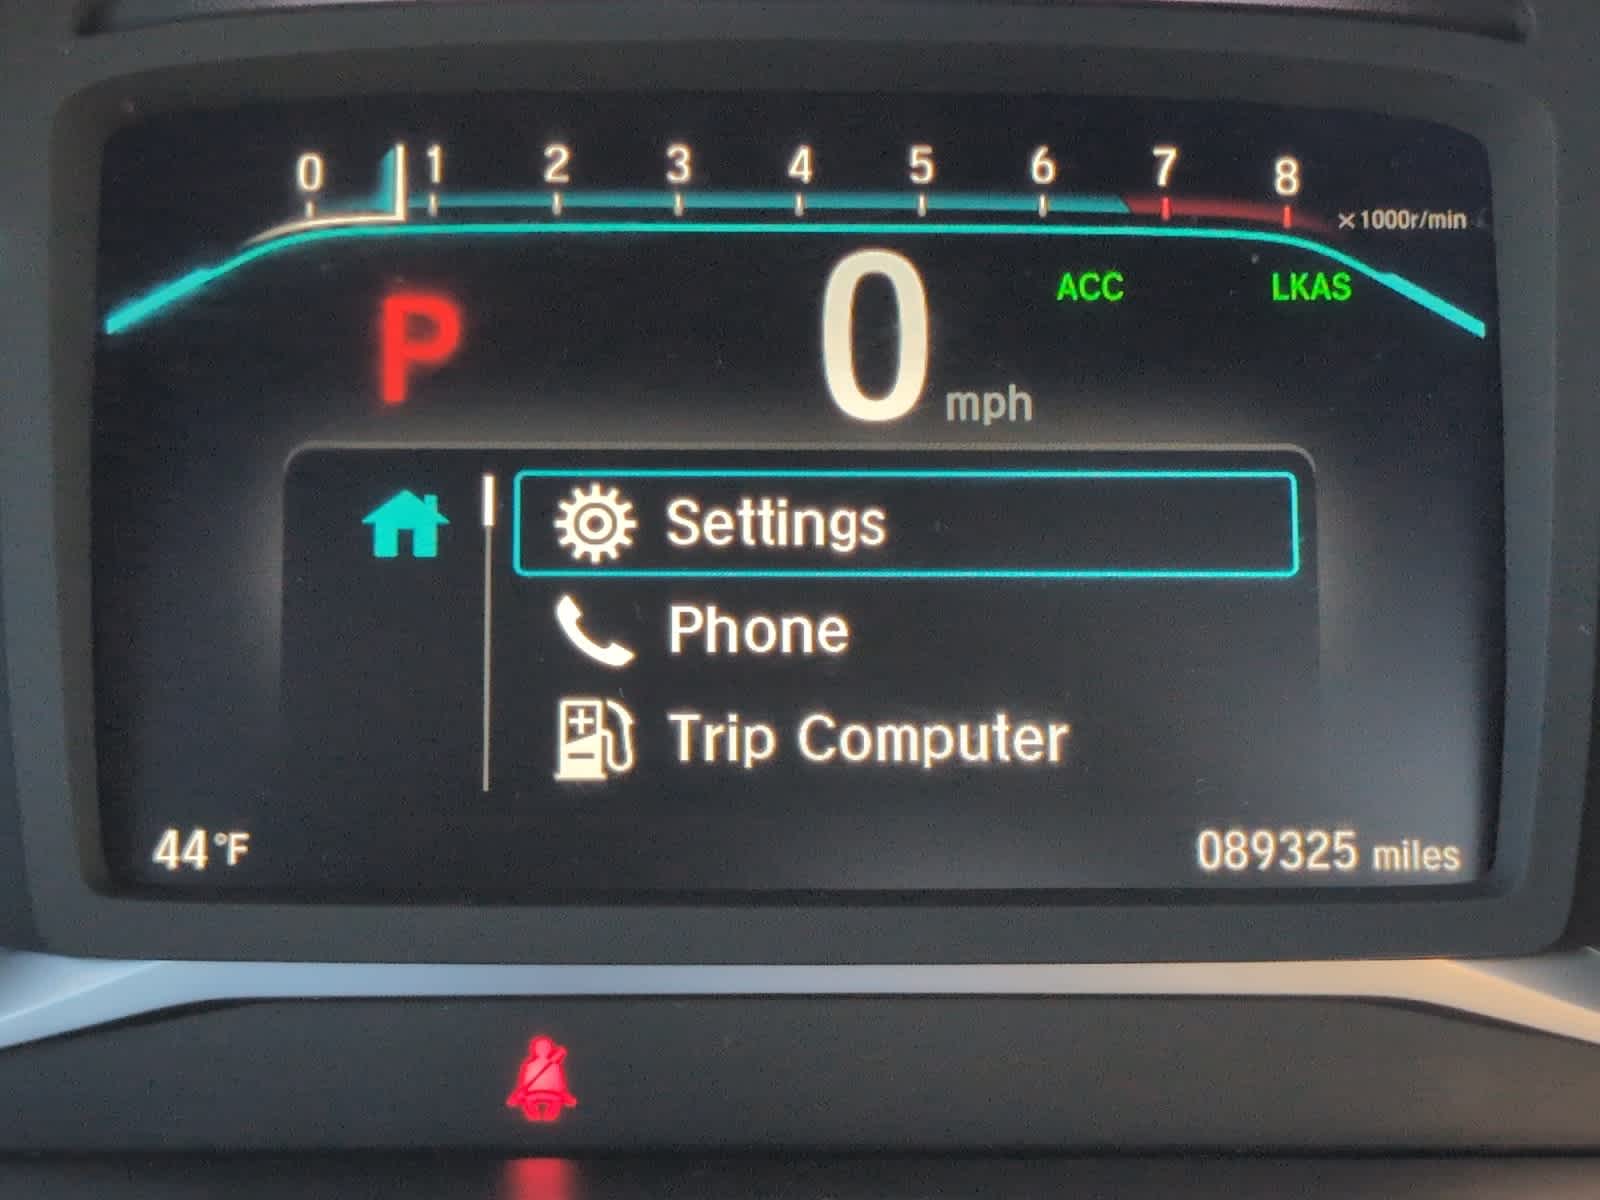 0 1 2 3 4 5 6 7 8
×1000r/min
P 0 mph ACC LKAS
Settings
Phone
Trip Computer
44°F 089325 miles